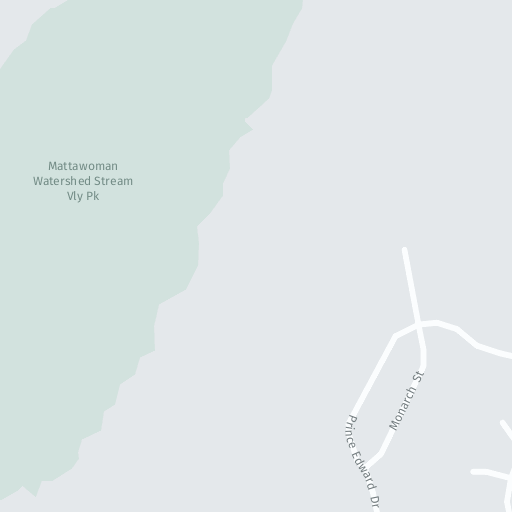 Mattawoman
Watershed Stream
Vly Pk
Monarch St
Prince Edward Dr